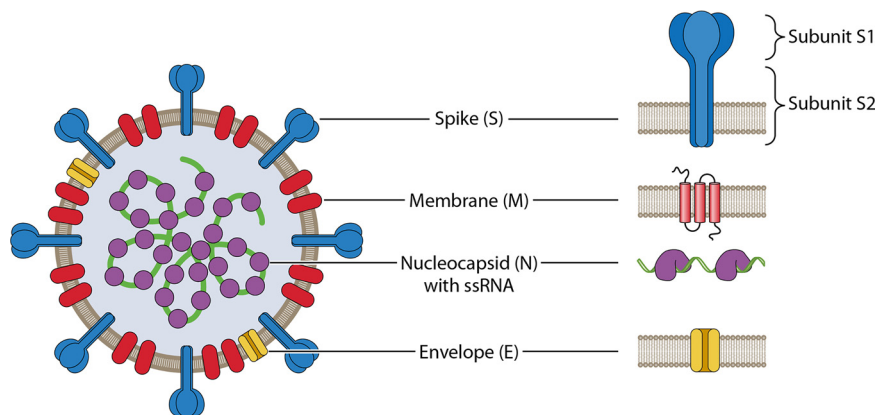 Subunit S1
Subunit S2
Spike (S)
Membrane (M)
Nucleocapsid (N)
with ssRNA
Envelope (E)